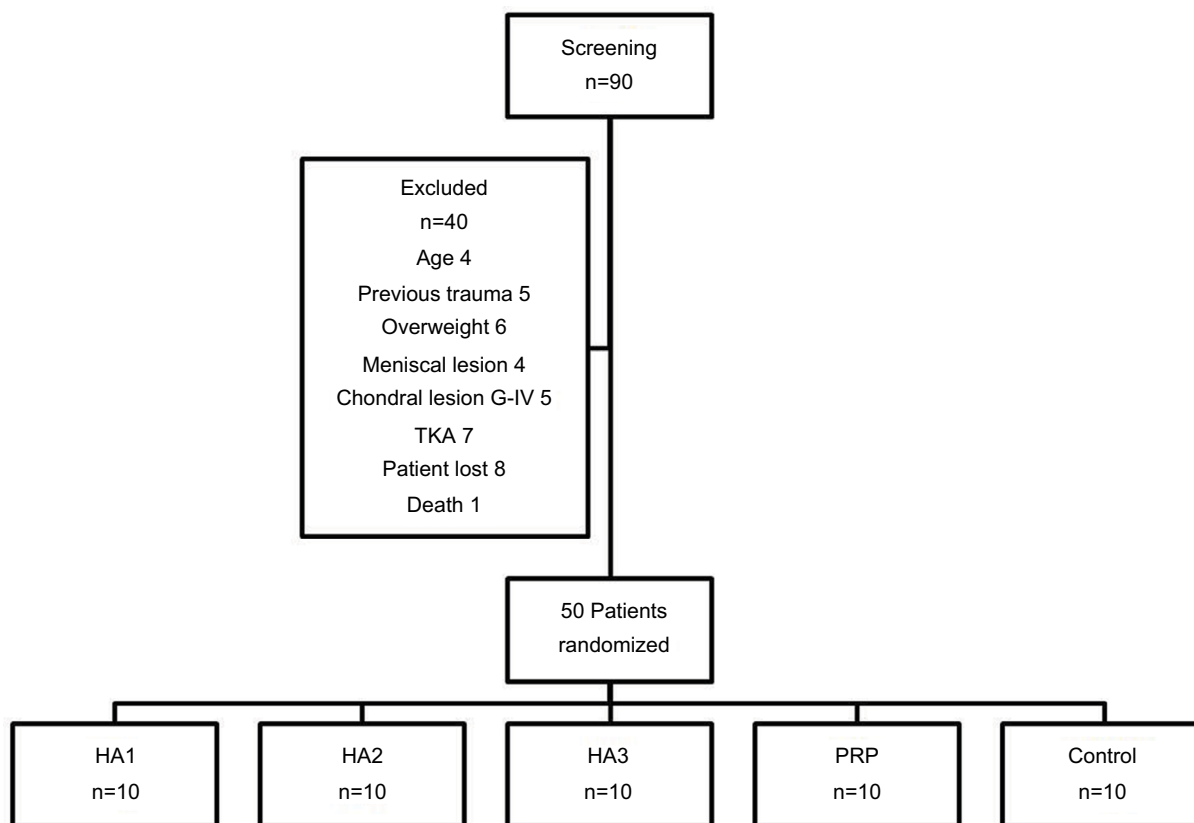 Screening
n=90
Excluded
n=40
Age 4
Previous trauma 5
Overweight 6
Meniscal lesion 4
Chondral lesion G-IV 5
TKA 7
Patient lost 8
Death 1
50 Patients
randomized
HA1
n=10
HA2
n=10
HA3
n=10
PRP
n=10
Control
n=10